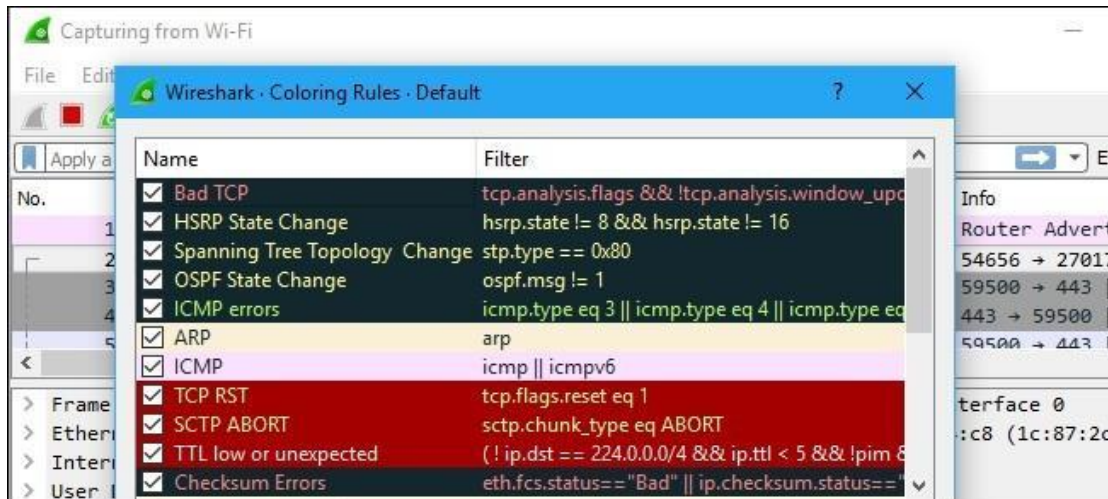 Capturing from Wi-Fi
File Edit
Wireshark · Coloring Rules · Default ? ×
Apply a
Name Filter
No. Info
Bad TCP tcp.analysis.flags && !tcp.analysis.window_upd
HSRP State Change hsrp.state != 8 && hsrp.state != 16
1 Router Advert
Spanning Tree Topology Change stp.type == 0x80
2 54656 → 27017
OSPF State Change ospf.msg != 1
3 59500 → 443
ICMP errors icmp.type eq 3 || icmp.type eq 4 || icmp.type eq
4 443 → 59500
ARP arp
5 59500 → 443
ICMP icmp || icmpv6
TCP RST tcp.flags.reset eq 1
> Frame terface 0
SCTP ABORT sctp.chunk_type eq ABORT
> Ether :c8 (1c:87:2c
TTL low or unexpected ( ! ip.dst == 224.0.0.0/4 && ip.ttl < 5 && !pim &
> Inter
Checksum Errors eth.fcs.status=="Bad" || ip.checksum.status=="
> User